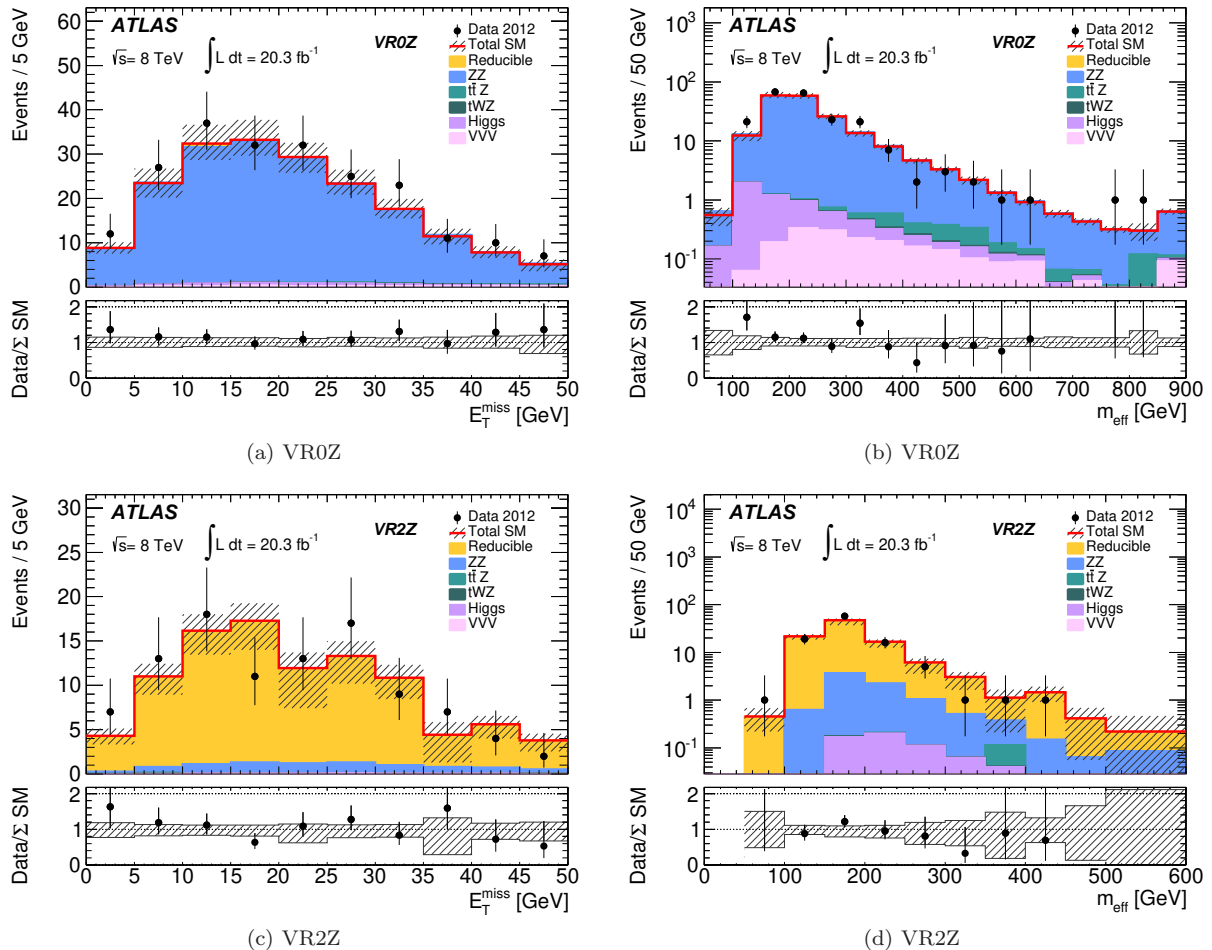 Events / 5 GeV
60
50
40
30
20
10
0
ATLAS
√s= 8 TeV ∫L dt = 20.3 fb⁻¹
VR0Z
Data 2012
Total SM
Reducible
ZZ
tt̄ Z
tWZ
Higgs
VVV
Data/Σ SM
2
1
0
0 5 10 15 20 25 30 35 40 45 50
E_T^miss [GeV]
(a) VR0Z
Events / 50 GeV
10³
10²
10
1
10⁻¹
ATLAS
√s= 8 TeV ∫L dt = 20.3 fb⁻¹
VR0Z
Data 2012
Total SM
Reducible
ZZ
tt̄ Z
tWZ
Higgs
VVV
Data/Σ SM
2
1
0
100 200 300 400 500 600 700 800 900
m_eff [GeV]
(b) VR0Z
Events / 5 GeV
30
25
20
15
10
5
0
ATLAS
√s= 8 TeV ∫L dt = 20.3 fb⁻¹
VR2Z
Data 2012
Total SM
Reducible
ZZ
tt̄ Z
tWZ
Higgs
VVV
Data/Σ SM
2
1
0
0 5 10 15 20 25 30 35 40 45 50
E_T^miss [GeV]
(c) VR2Z
Events / 50 GeV
10⁴
10³
10²
10
1
10⁻¹
ATLAS
√s= 8 TeV ∫L dt = 20.3 fb⁻¹
VR2Z
Data 2012
Total SM
Reducible
ZZ
tt̄ Z
tWZ
Higgs
VVV
Data/Σ SM
2
1
0
0 100 200 300 400 500 600
m_eff [GeV]
(d) VR2Z